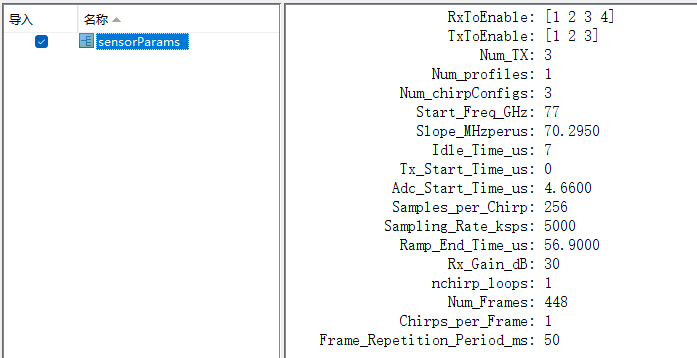 导入
名称
sensorParams
RxToEnable: [1 2 3 4]
TxToEnable: [1 2 3]
Num_TX: 3
Num_profiles: 1
Num_chirpConfigs: 3
Start_Freq_GHz: 77
Slope_MHzperus: 70.2950
Idle_Time_us: 7
Tx_Start_Time_us: 0
Adc_Start_Time_us: 4.6600
Samples_per_Chirp: 256
Sampling_Rate_ksps: 5000
Ramp_End_Time_us: 56.9000
Rx_Gain_dB: 30
nchirp_loops: 1
Num_Frames: 448
Chirps_per_Frame: 1
Frame_Repetition_Period_ms: 50